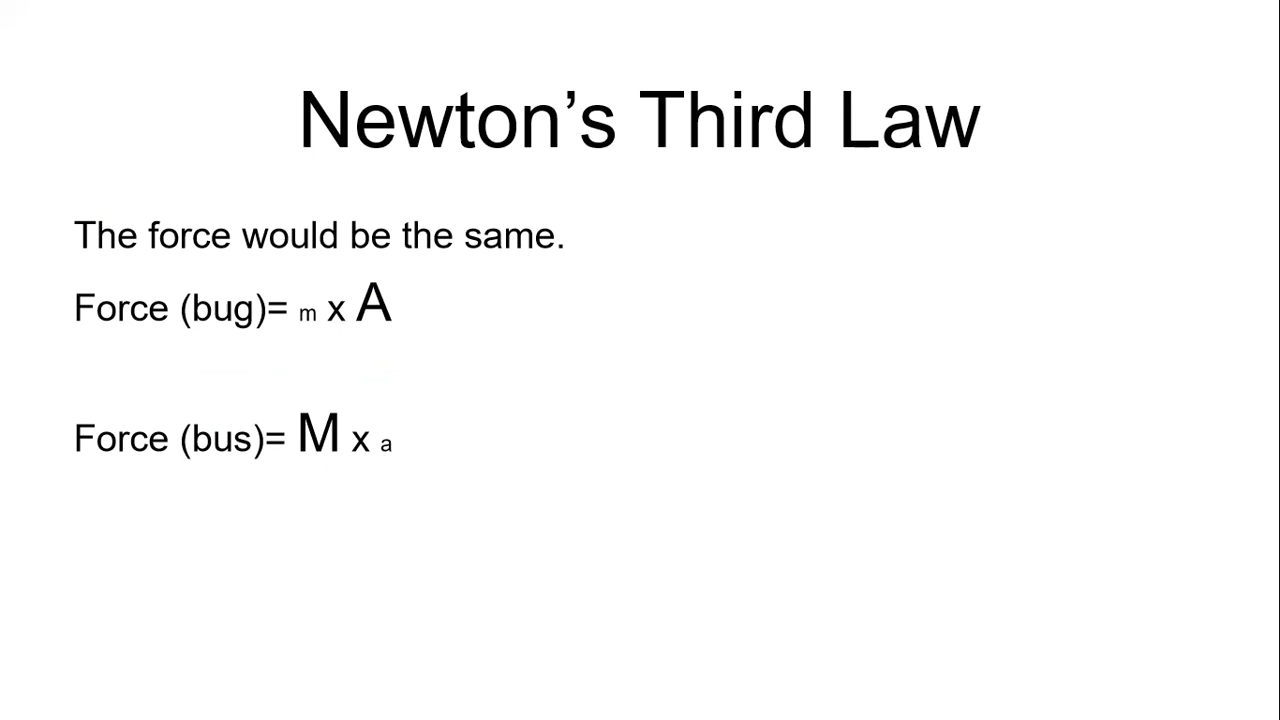 Newton’s Third Law
The force would be the same.
Force (bug)= m x A
Force (bus)= M x a